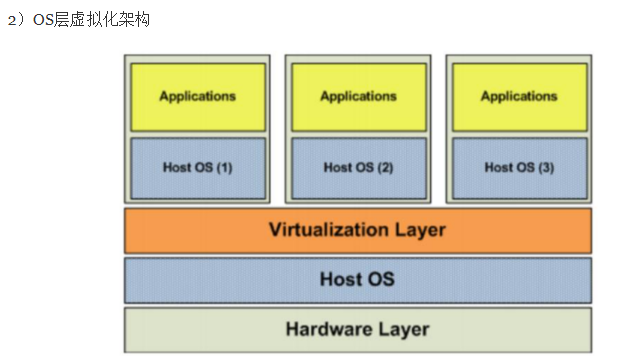 2）OS层虚拟化架构
Applications Applications Applications
Host OS (1) Host OS (2) Host OS (3)
Virtualization Layer
Host OS
Hardware Layer